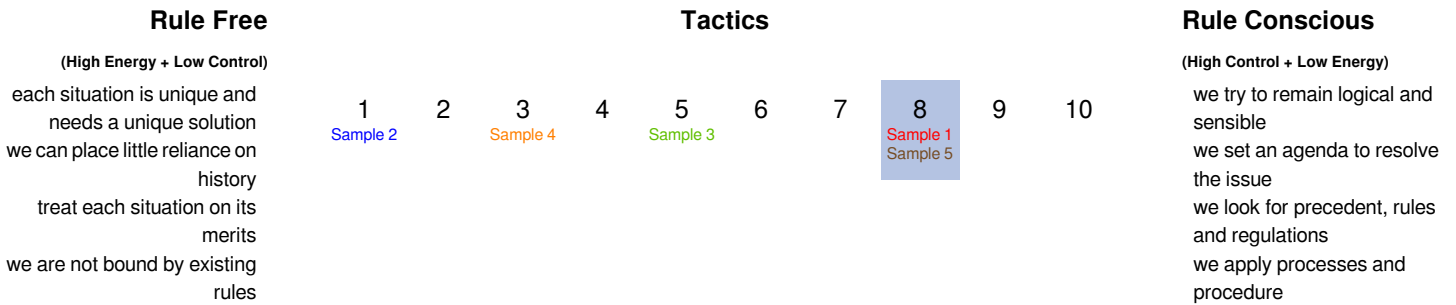 Rule Free
(High Energy + Low Control)
each situation is unique and
needs a unique solution
we can place little reliance on
history
treat each situation on its
merits
we are not bound by existing
rules
Tactics
1 2 3 4 5 6 7 8 9 10
Sample 2 Sample 4 Sample 3 Sample 1
Sample 5
Rule Conscious
(High Control + Low Energy)
we try to remain logical and
sensible
we set an agenda to resolve
the issue
we look for precedent, rules
and regulations
we apply processes and
procedure